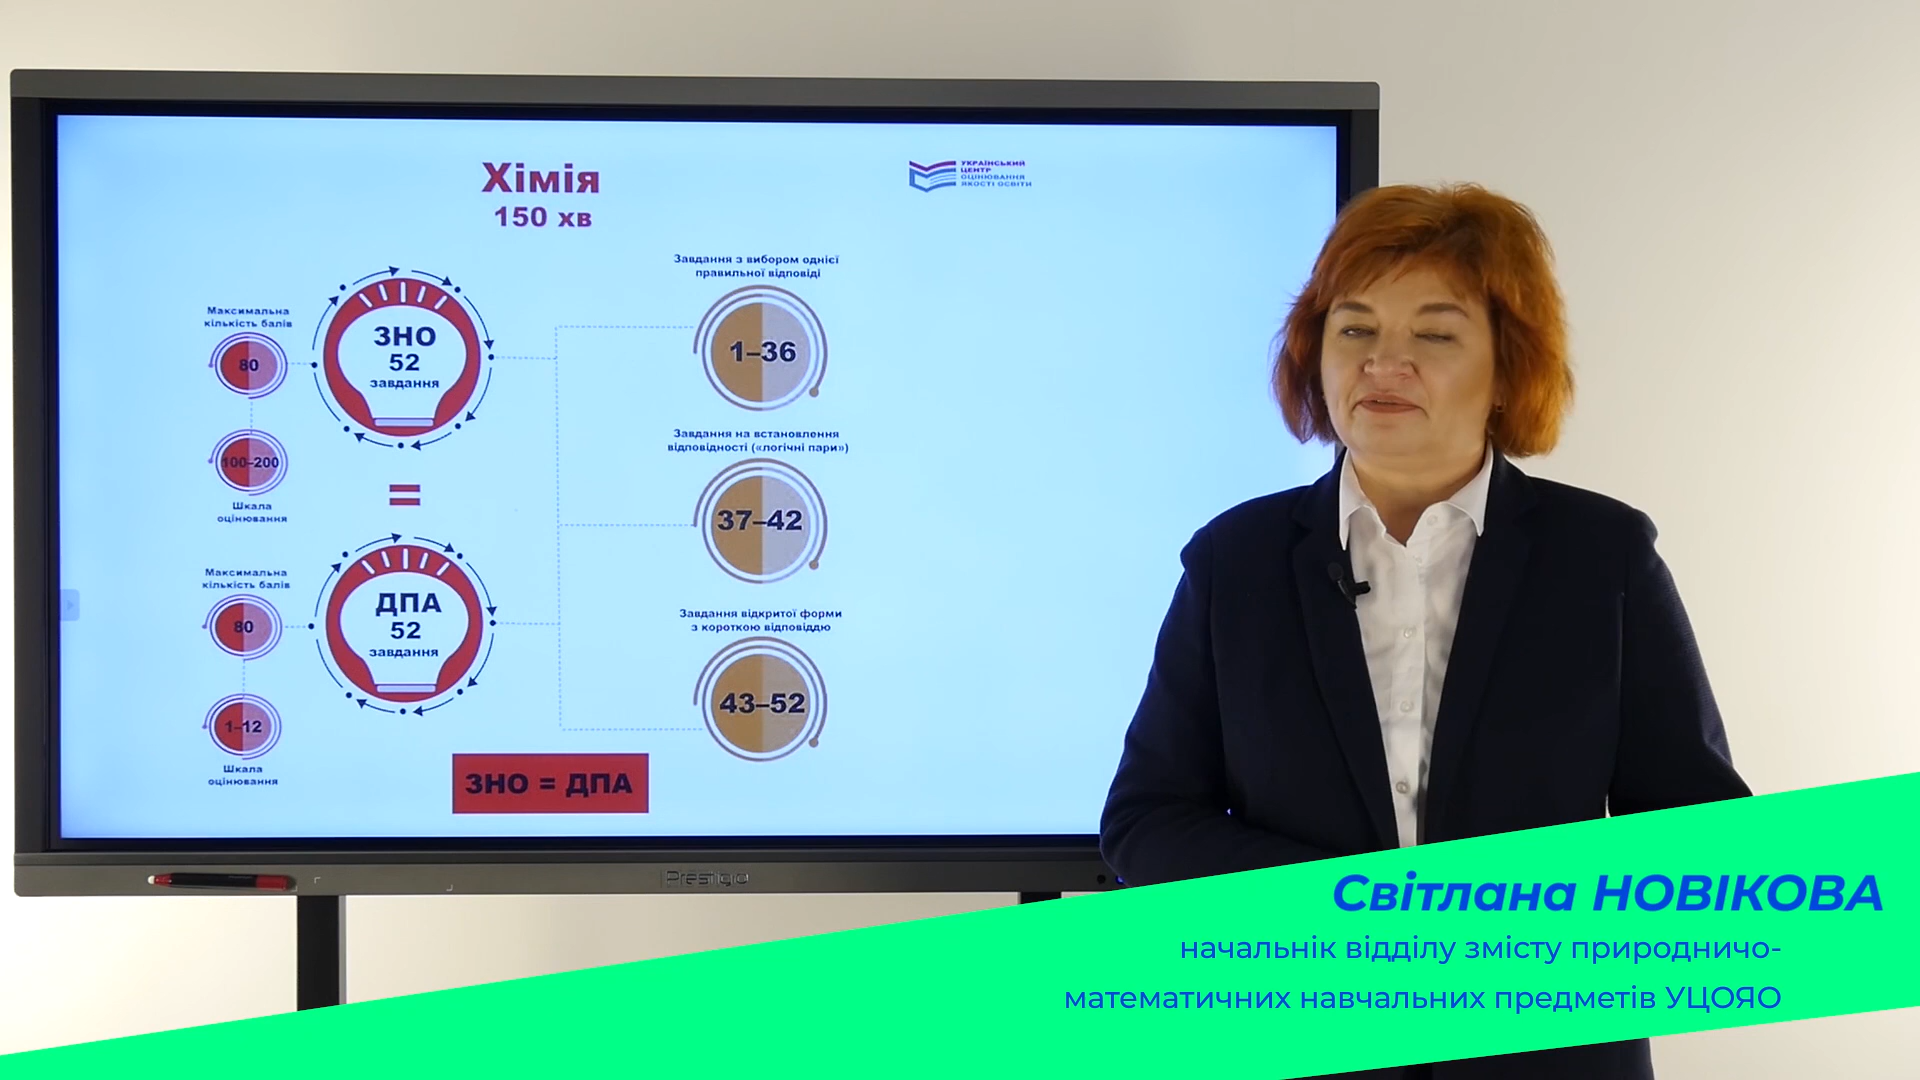 Хімія
150 хв
УКРАЇНСЬКИЙ
ЦЕНТР
ОЦІНЮВАННЯ
ЯКОСТІ ОСВІТИ
Максимальна
кількість балів
80
100–200
Шкала
оцінювання
ЗНО
52
завдання
=
Максимальна
кількість балів
80
1–12
Шкала
оцінювання
ДПА
52
завдання
Завдання з вибором однієї
правильної відповіді
1–36
Завдання на встановлення
відповідності («логічні пари»)
37–42
Завдання відкритої форми
з короткою відповіддю
43–52
ЗНО = ДПА
Prestigio
Світлана НОВІКОВА
начальнік відділу змісту природничо-
математичних навчальних предметів УЦОЯО